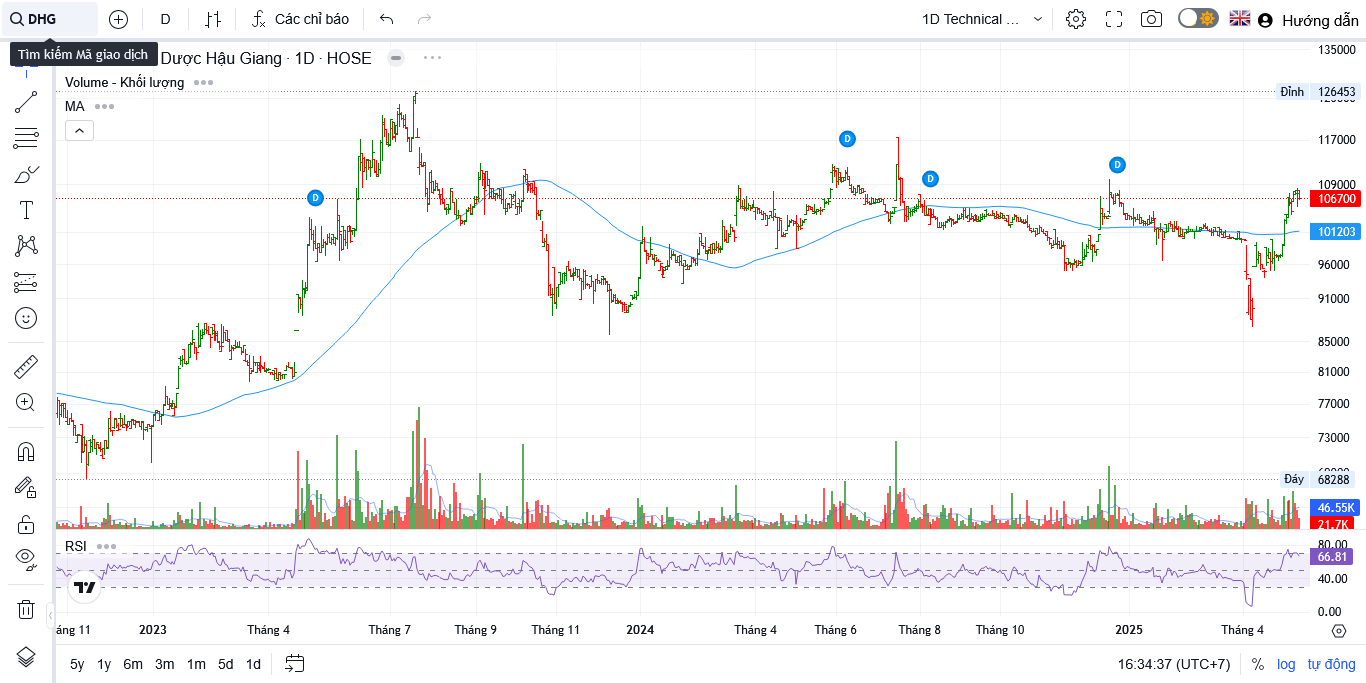 DHG D Các chỉ báo 1D Technical ... Hướng dẫn
Tìm kiếm Mã giao dịch Dược Hậu Giang · 1D · HOSE
Volume - Khối lượng
MA
135000
Đỉnh 126453
117000
109000
106700
101203
96000
91000
85000
81000
77000
73000
Đáy 68288
46.55K
21.7K
D
D
D
D
RSI
80.00
66.81
40.00
0.00
áng 11 2023 Tháng 4 Tháng 7 Tháng 9 Tháng 11 2024 Tháng 4 Tháng 6 Tháng 8 Tháng 10 2025 Tháng 4
5y 1y 6m 3m 1m 5d 1d 16:34:37 (UTC+7) % log tự động